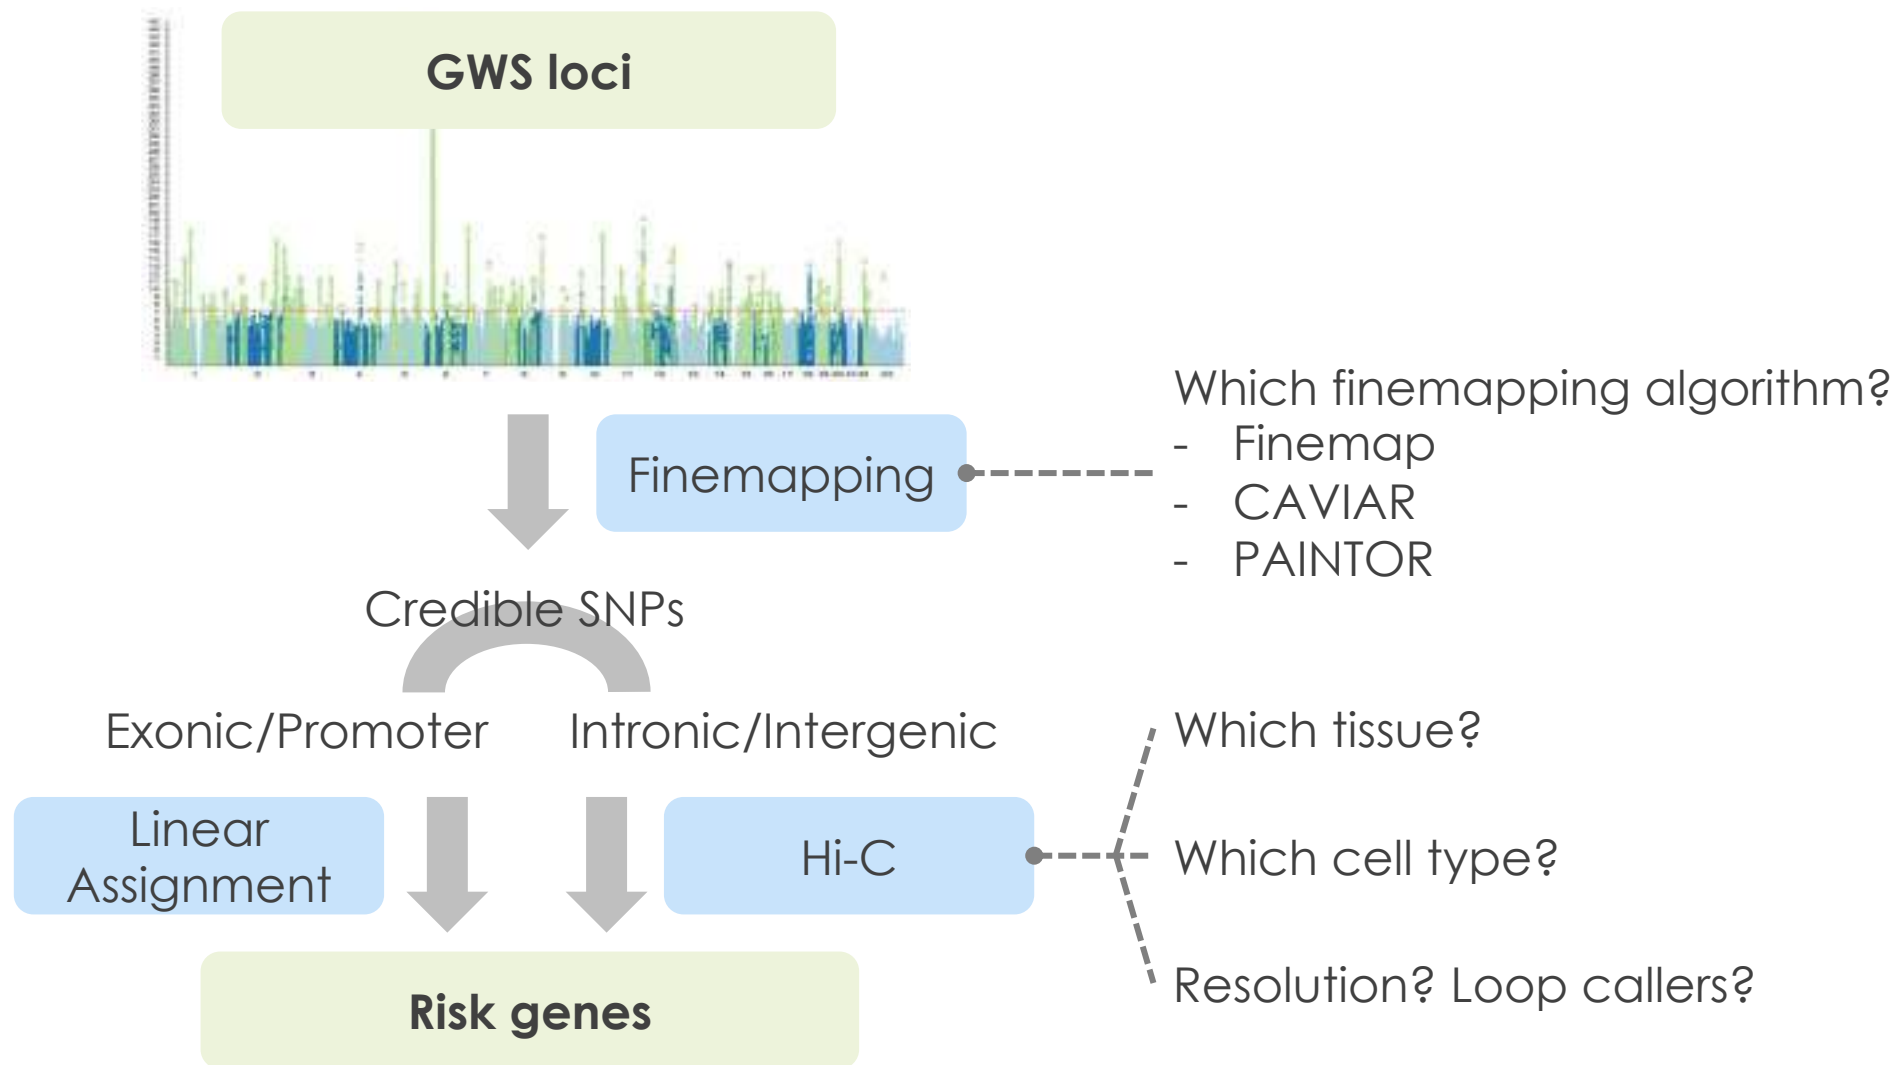 GWS loci
Finemapping
Which finemapping algorithm?
- Finemap
- CAVIAR
- PAINTOR
Credible SNPs
Exonic/Promoter
Intronic/Intergenic
Linear
Assignment
Hi-C
Which tissue?
Which cell type?
Resolution? Loop callers?
Risk genes